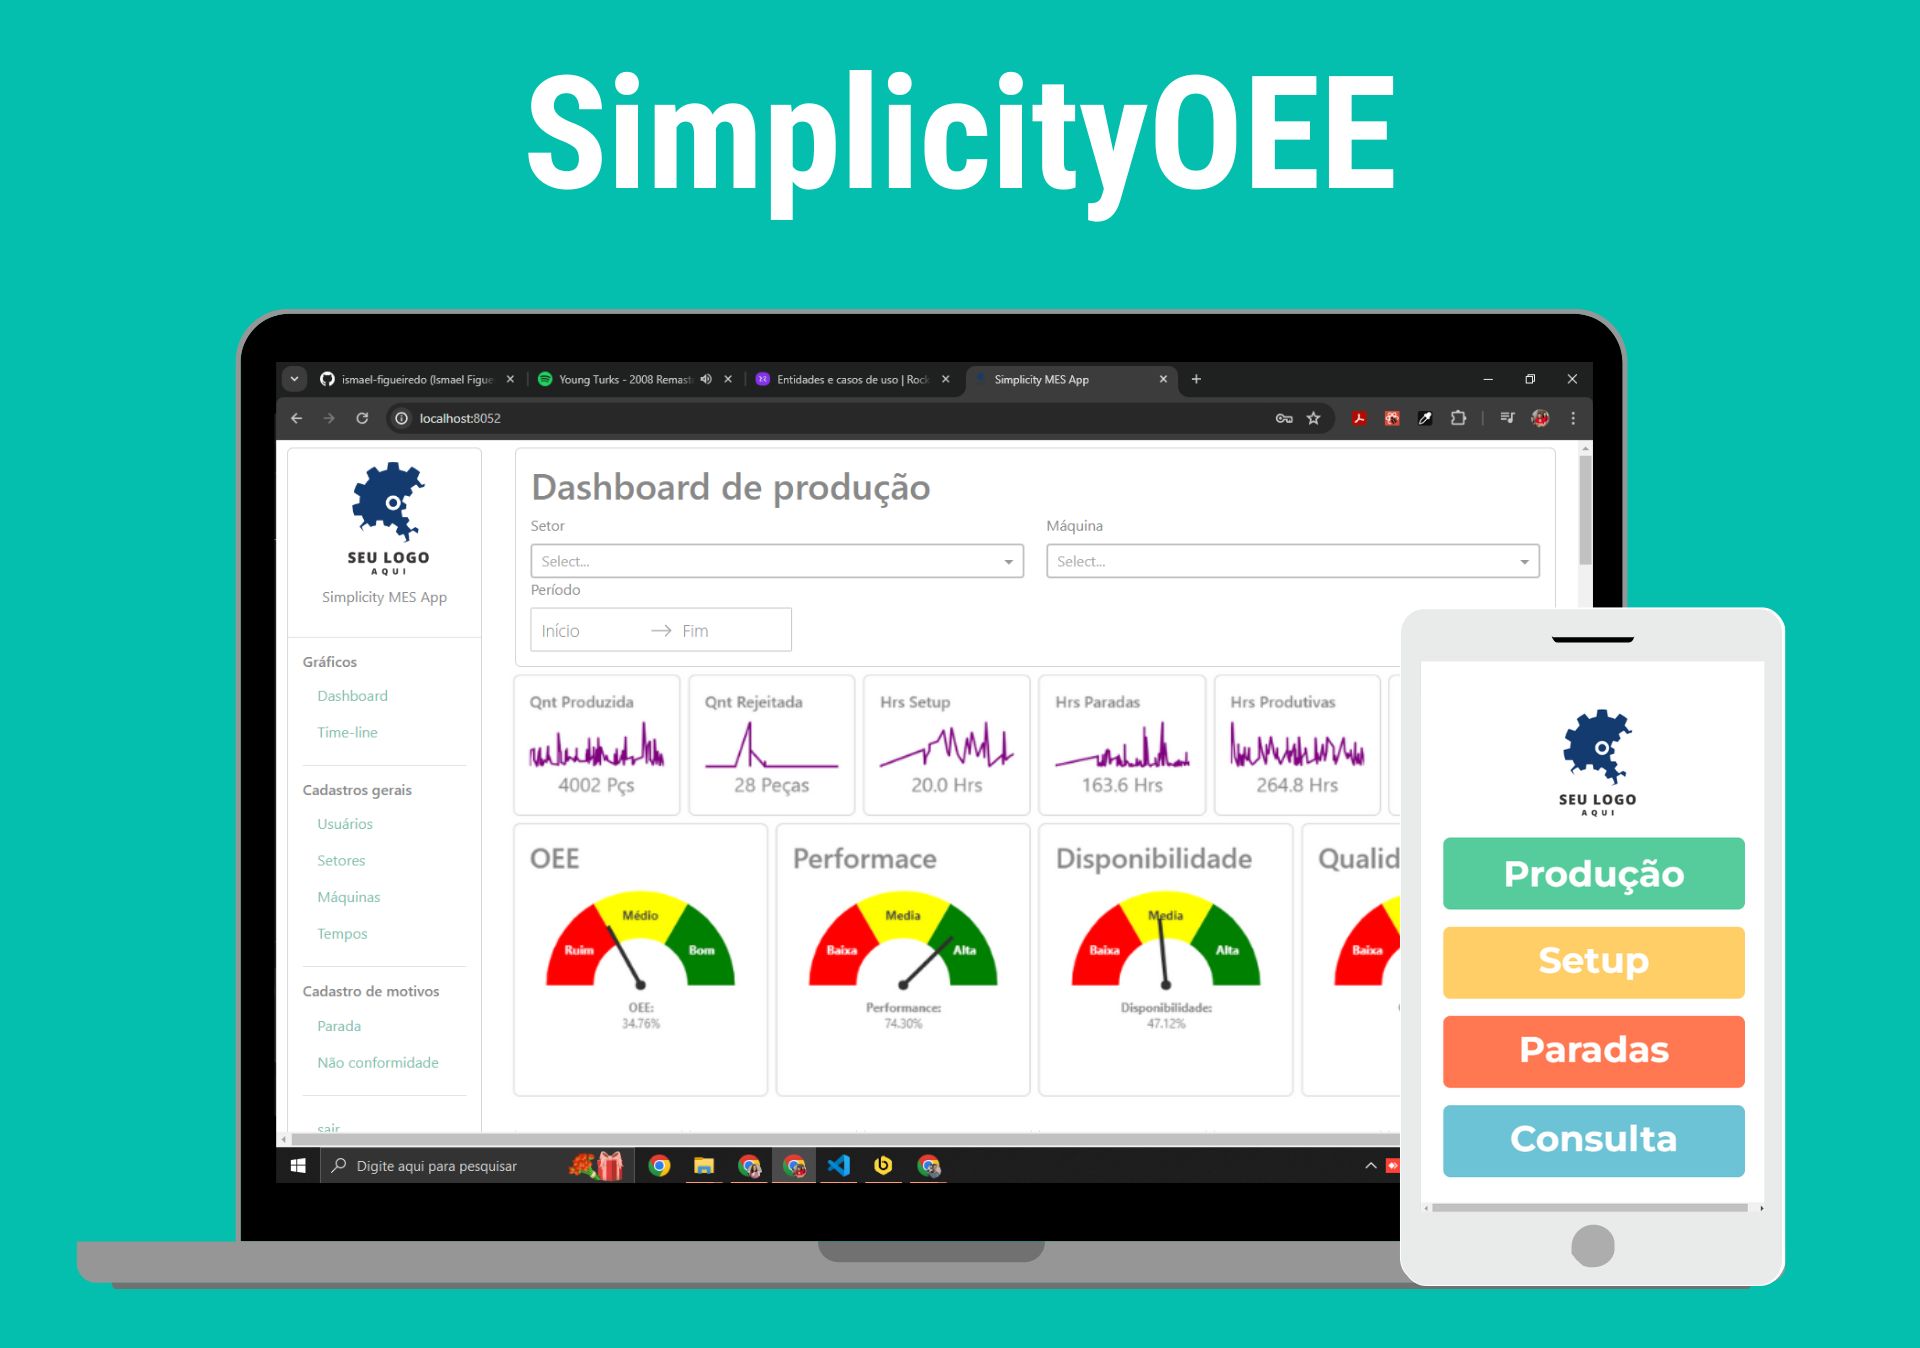 SimplicityOEE
ismael-figueiredo (Ismael Figue
Young Turks - 2008 Remast
Entidades e casos de uso | Rock
Simplicity MES App
localhost:8052
SEU LOGO
AQUI
Simplicity MES App
Gráficos
Dashboard
Time-line
Cadastros gerais
Usuários
Setores
Máquinas
Tempos
Cadastro de motivos
Parada
Não conformidade
sair
Dashboard de produção
Setor
Máquina
Select...
Select...
Período
Início
Fim
Qnt Produzida
4002 Pçs
Qnt Rejeitada
28 Peças
Hrs Setup
20.0 Hrs
Hrs Paradas
163.6 Hrs
Hrs Produtivas
264.8 Hrs
OEE
Ruim
Médio
Bom
OEE:
34.76%
Performace
Baixa
Media
Alta
Performance:
74.30%
Disponibilidade
Baixa
Media
Alta
Disponibilidade:
47.12%
Qualid
Baixa
Digite aqui para pesquisar
SEU LOGO
AQUI
Produção
Setup
Paradas
Consulta